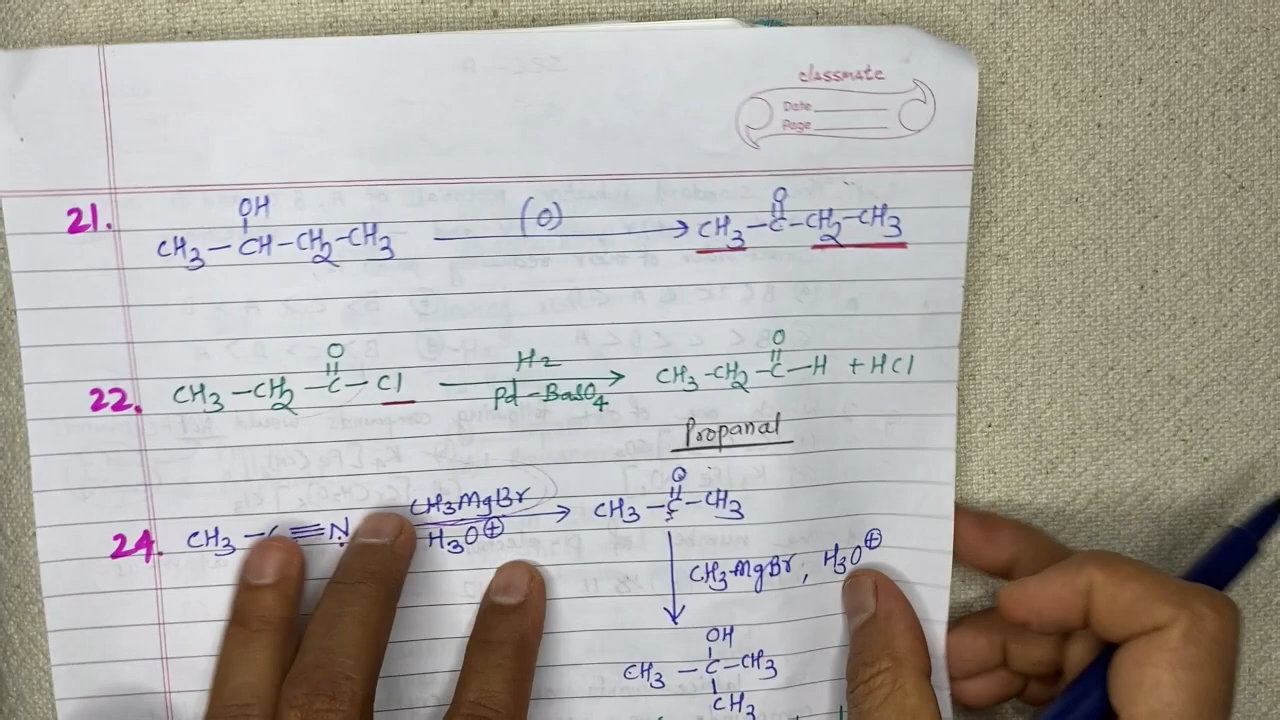 classmate
Date
Page
OH
O
21. CH3-CH-CH2-CH3 (O) → CH3-C-CH2-CH3
O
O
22. CH3-CH2-C-Cl H2 → CH3-CH2-C-H + HCl
Pd-BaSO4
Propanal
O
24. CH3- ≡N CH3MgBr → CH3-C-CH3
H3O⊕
CH3MgBr, H3O⊕
OH
CH3-C-CH3
CH3